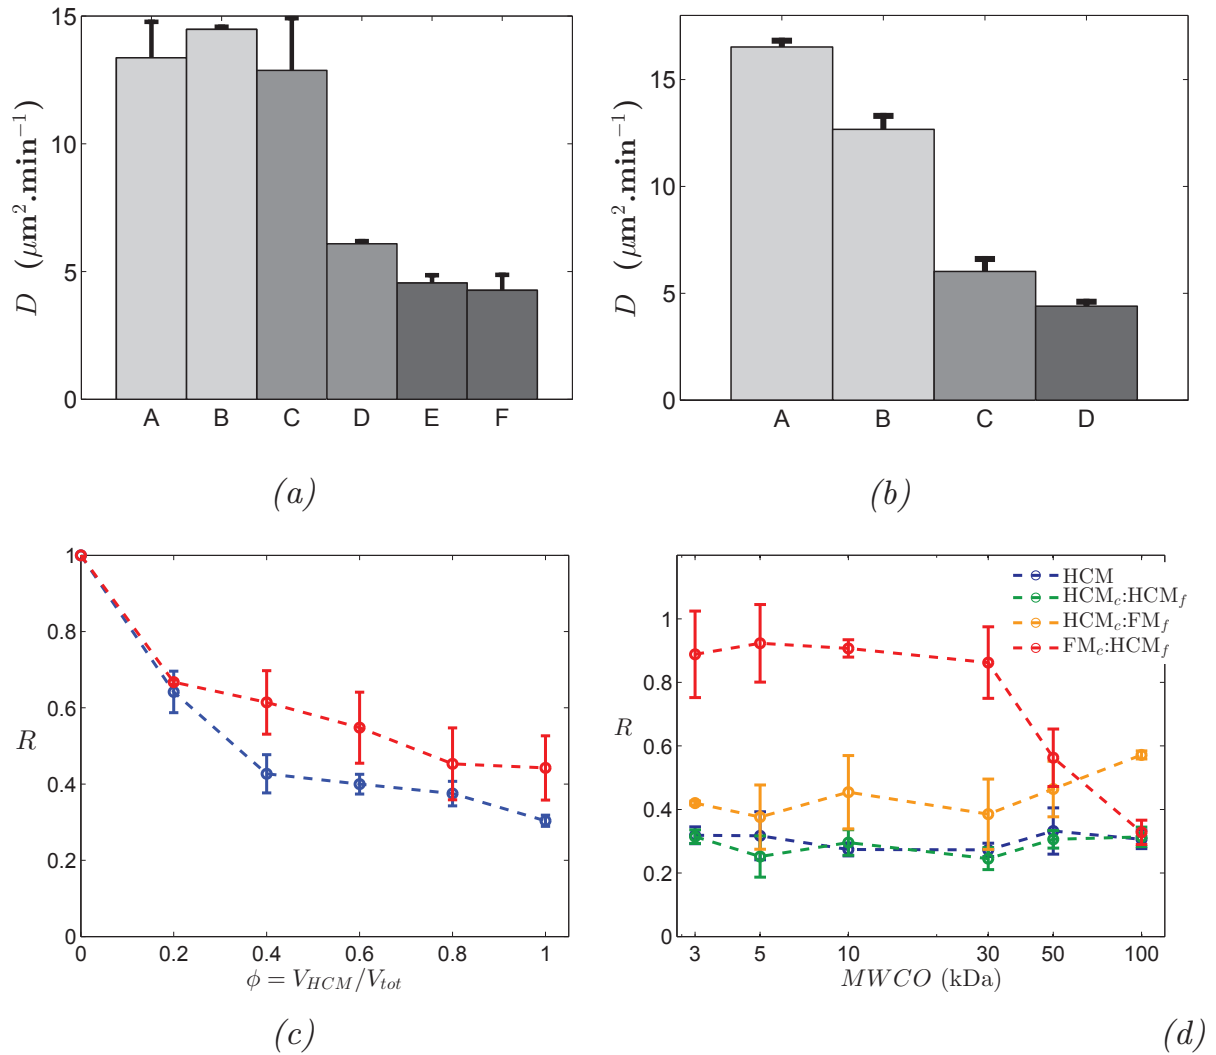 15
10
5
0
D (μm².min⁻¹)
A B C D E F
(a)
15
10
5
0
D (μm².min⁻¹)
A B C D
(b)
1
0.8
0.6
0.4
0.2
0
R
0 0.2 0.4 0.6 0.8 1
ϕ = V_HCM/V_tot
(c)
1
0.8
0.6
0.4
0.2
0
R
HCM
HCM_c:HCM_f
HCM_c:FM_f
FM_c:HCM_f
3 5 10 30 50 100
MWCO (kDa)
(d)